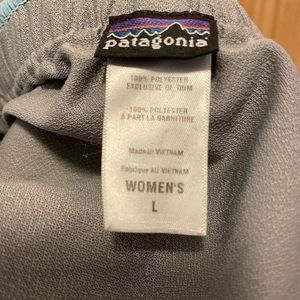 patagonia
100% POLYESTER
EXCLUSIVE OF TRIM
100% POLYESTER
À PART LA GARNITURE
Made IN VIETNAM
Fabriqué AU VIETNAM
WOMEN'S
L